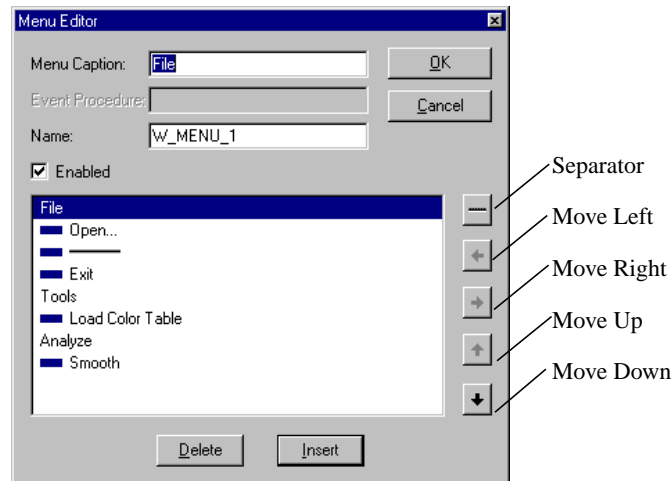 Menu Editor
Menu Caption: File
OK
Event Procedure:
Cancel
Name: W_MENU_1
Enabled
File
Open...
Exit
Tools
Load Color Table
Analyze
Smooth
Separator
Move Left
Move Right
Move Up
Move Down
Delete
Insert